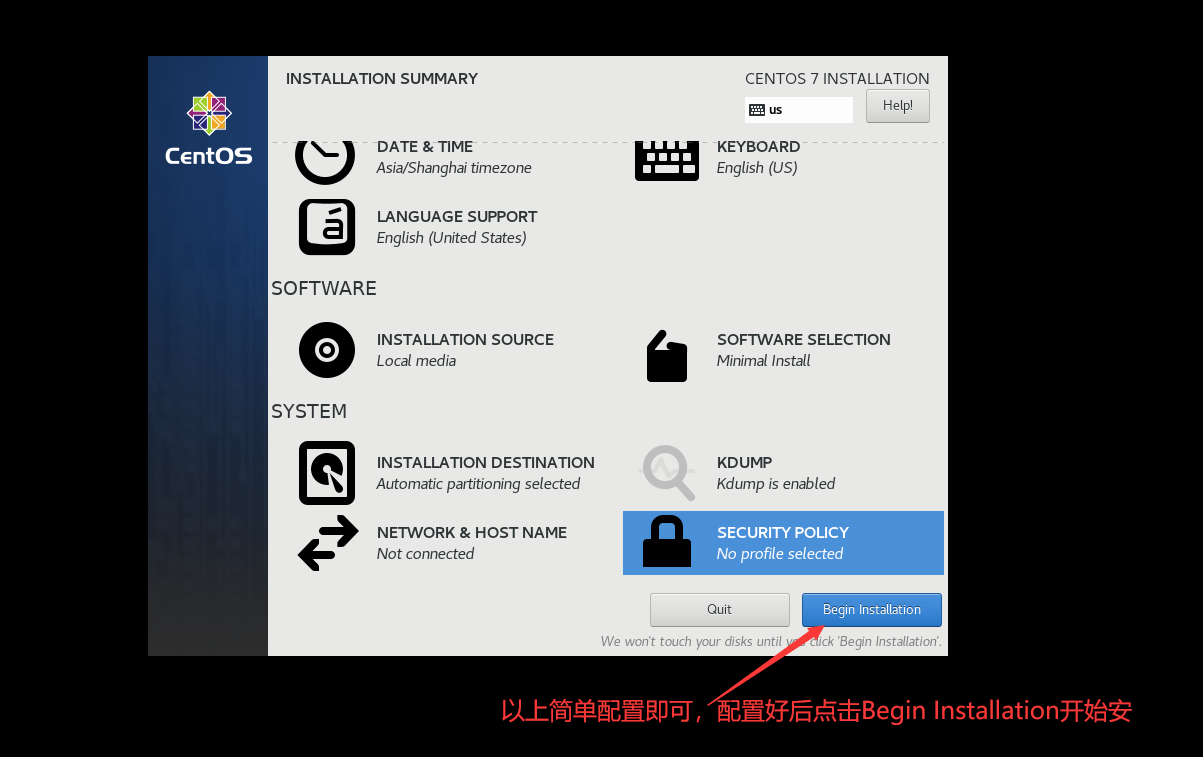 INSTALLATION SUMMARY
CENTOS 7 INSTALLATION
us
Help!
CentOS
DATE & TIME
Asia/Shanghai timezone
KEYBOARD
English (US)
LANGUAGE SUPPORT
English (United States)
SOFTWARE
INSTALLATION SOURCE
Local media
SOFTWARE SELECTION
Minimal Install
SYSTEM
INSTALLATION DESTINATION
Automatic partitioning selected
KDUMP
Kdump is enabled
NETWORK & HOST NAME
Not connected
SECURITY POLICY
No profile selected
Quit
Begin Installation
We won't touch your disks until you click 'Begin Installation'.
以上简单配置即可，配置好后点击Begin Installation开始安